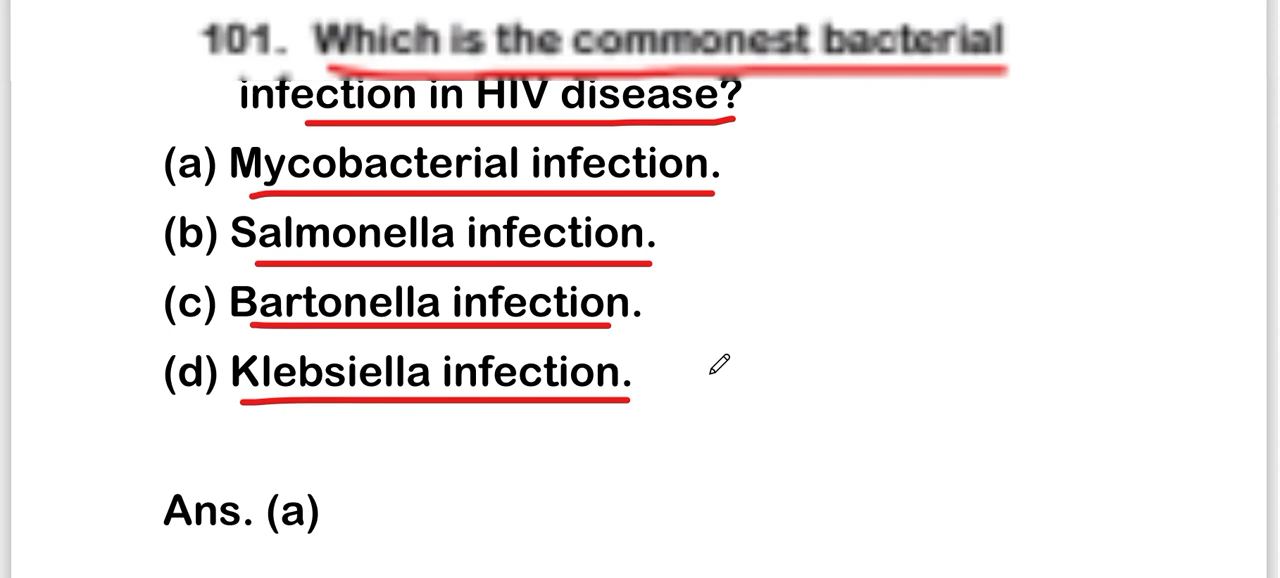 101. Which is the commonest bacterial
infection in HIV disease?
(a) Mycobacterial infection.
(b) Salmonella infection.
(c) Bartonella infection.
(d) Klebsiella infection.
Ans. (a)